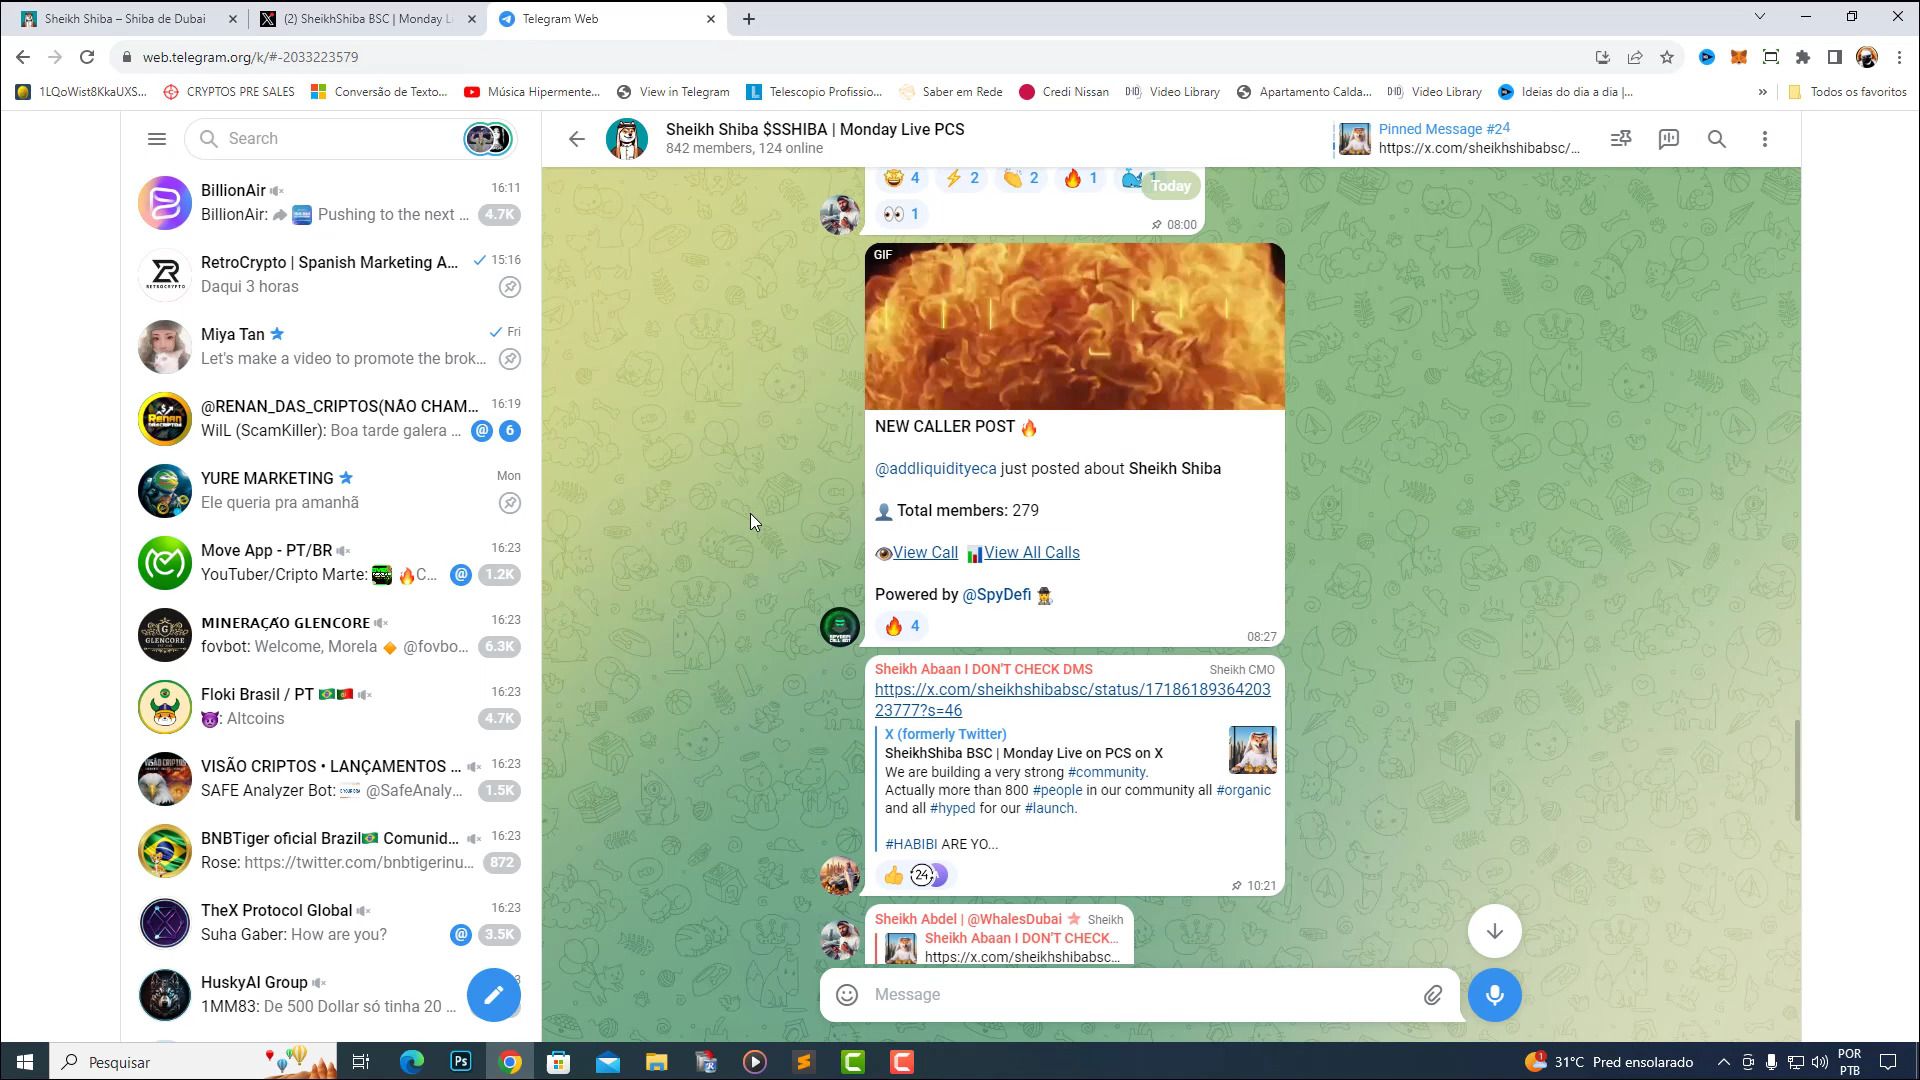 Sheikh Shiba – Shiba de Dubai
(2) SheikhShiba BSC | Monday Li
Telegram Web
web.telegram.org/k/#-2033223579
1LQoWist8KkaUXS...
CRYPTOS PRE SALES
Conversão de Texto...
Música Hipermente...
View in Telegram
Telescopio Profissio...
Saber em Rede
Credi Nissan
Video Library
Apartamento Calda...
Video Library
Ideias do dia a dia |...
»
Todos os favoritos
Search
BillionAir
16:11
BillionAir: Pushing to the next ...
4.7K
RetroCrypto | Spanish Marketing A...
15:16
Daqui 3 horas
Miya Tan
Fri
Let's make a video to promote the brok...
@RENAN_DAS_CRIPTOS(NÃO CHAM...
16:19
WilL (ScamKiller): Boa tarde galera ...
@ 6
YURE MARKETING
Mon
Ele queria pra amanhã
Move App - PT/BR
16:23
YouTuber/Cripto Marte: 🔥C...
@ 1.2K
MINERAÇÃO GLENCORE
16:23
fovbot: Welcome, Morela 🔸 @fovbo...
6.3K
Floki Brasil / PT 🇧🇷🇵🇹
16:23
😈: Altcoins
4.7K
VISÃO CRIPTOS • LANÇAMENTOS ...
16:23
SAFE Analyzer Bot: @SafeAnaly...
1.5K
BNBTiger oficial Brazil🇧🇷 Comunid...
16:23
Rose: https://twitter.com/bnbtigerinu...
872
TheX Protocol Global
16:23
Suha Gaber: How are you?
@ 3.5K
HuskyAI Group
1MM83: De 500 Dollar só tinha 20 ...
Sheikh Shiba $SSHIBA | Monday Live PCS
842 members, 124 online
Pinned Message #24
https://x.com/sheikhshibabsc/...
🤩 4 ⚡ 2 👏 2 🔥 1 🐳 1
Today
👀 1
08:00
GIF
NEW CALLER POST 🔥
@addliquidityeca just posted about Sheikh Shiba
👤 Total members: 279
👁View Call 📊View All Calls
Powered by @SpyDefi 🕵
🔥 4
08:27
Sheikh Abaan I DON'T CHECK DMS
Sheikh CMO
https://x.com/sheikhshibabsc/status/17186189364203
23777?s=46
X (formerly Twitter)
SheikhShiba BSC | Monday Live on PCS on X
We are building a very strong #community.
Actually more than 800 #people in our community all #organic
and all #hyped for our #launch.
#HABIBI ARE YO...
👍
10:21
Sheikh Abdel | @WhalesDubai
Sheikh
Sheikh Abaan I DON'T CHECK...
https://x.com/sheikhshibabsc...
Message
Pesquisar
31°C Pred ensolarado
POR
PTB